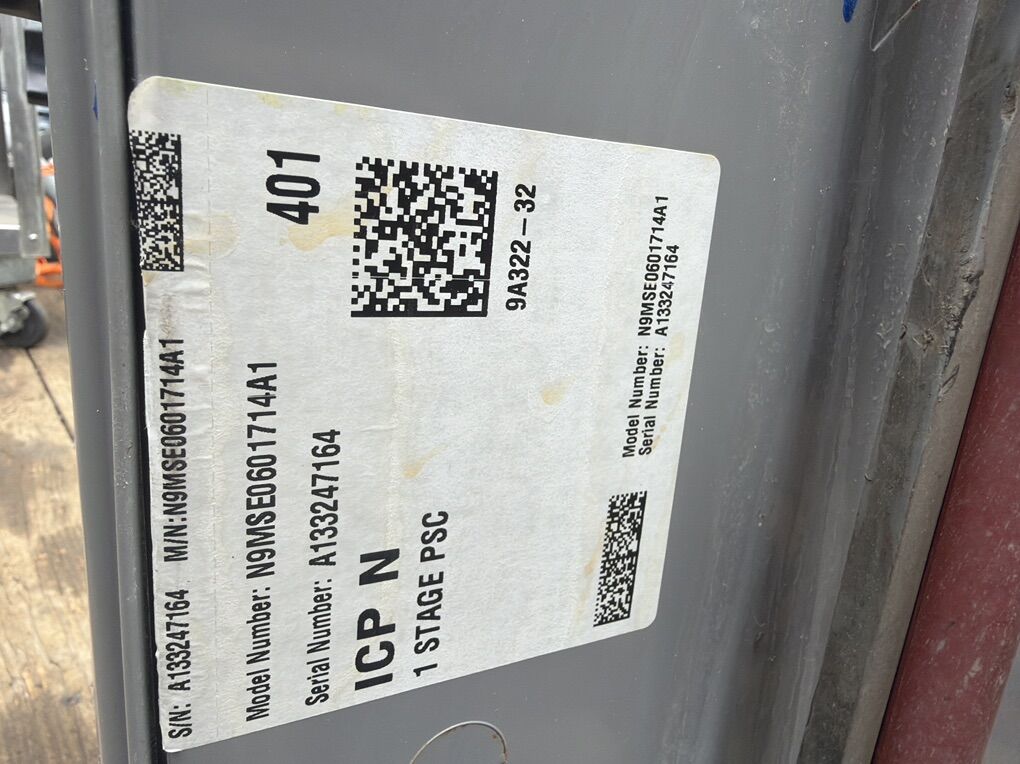 S/N: A133247164 M/N:N9MSE0601714A1
Model Number: N9MSE0601714A1
401
Serial Number: A133247164
ICP N
1 STAGE PSC
9A322-32
Model Number: N9MSE0601714A1
Serial Number: A133247164